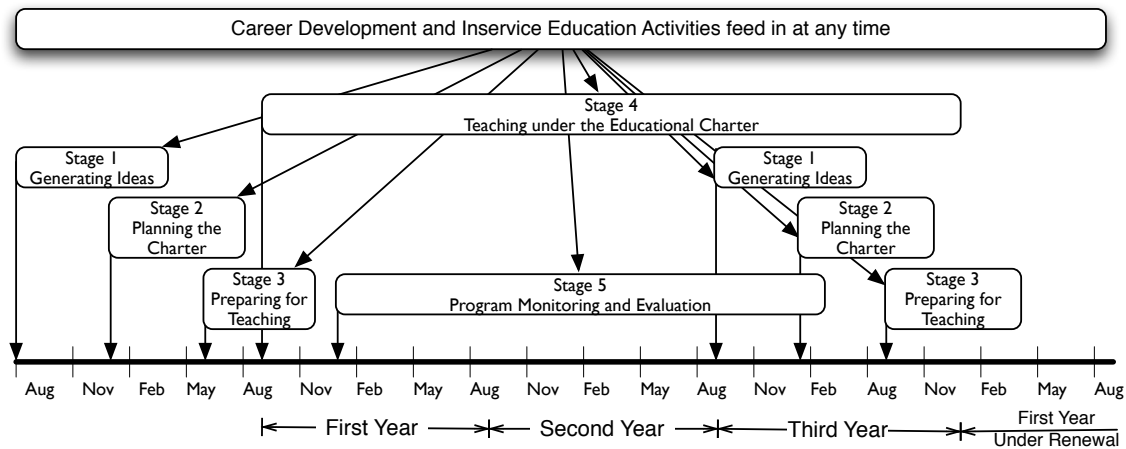 Career Development and Inservice Education Activities feed in at any time
Stage 4
Teaching under the Educational Charter
Stage 1
Generating Ideas
Stage 1
Generating Ideas
Stage 2
Planning the
Charter
Stage 2
Planning the
Charter
Stage 3
Preparing for
Teaching
Stage 5
Program Monitoring and Evaluation
Stage 3
Preparing for
Teaching
Aug Nov Feb May Aug Nov Feb May Aug Nov Feb May Aug Nov Feb Aug Nov Feb May Aug
First Year Second Year Third Year First Year
Under Renewal